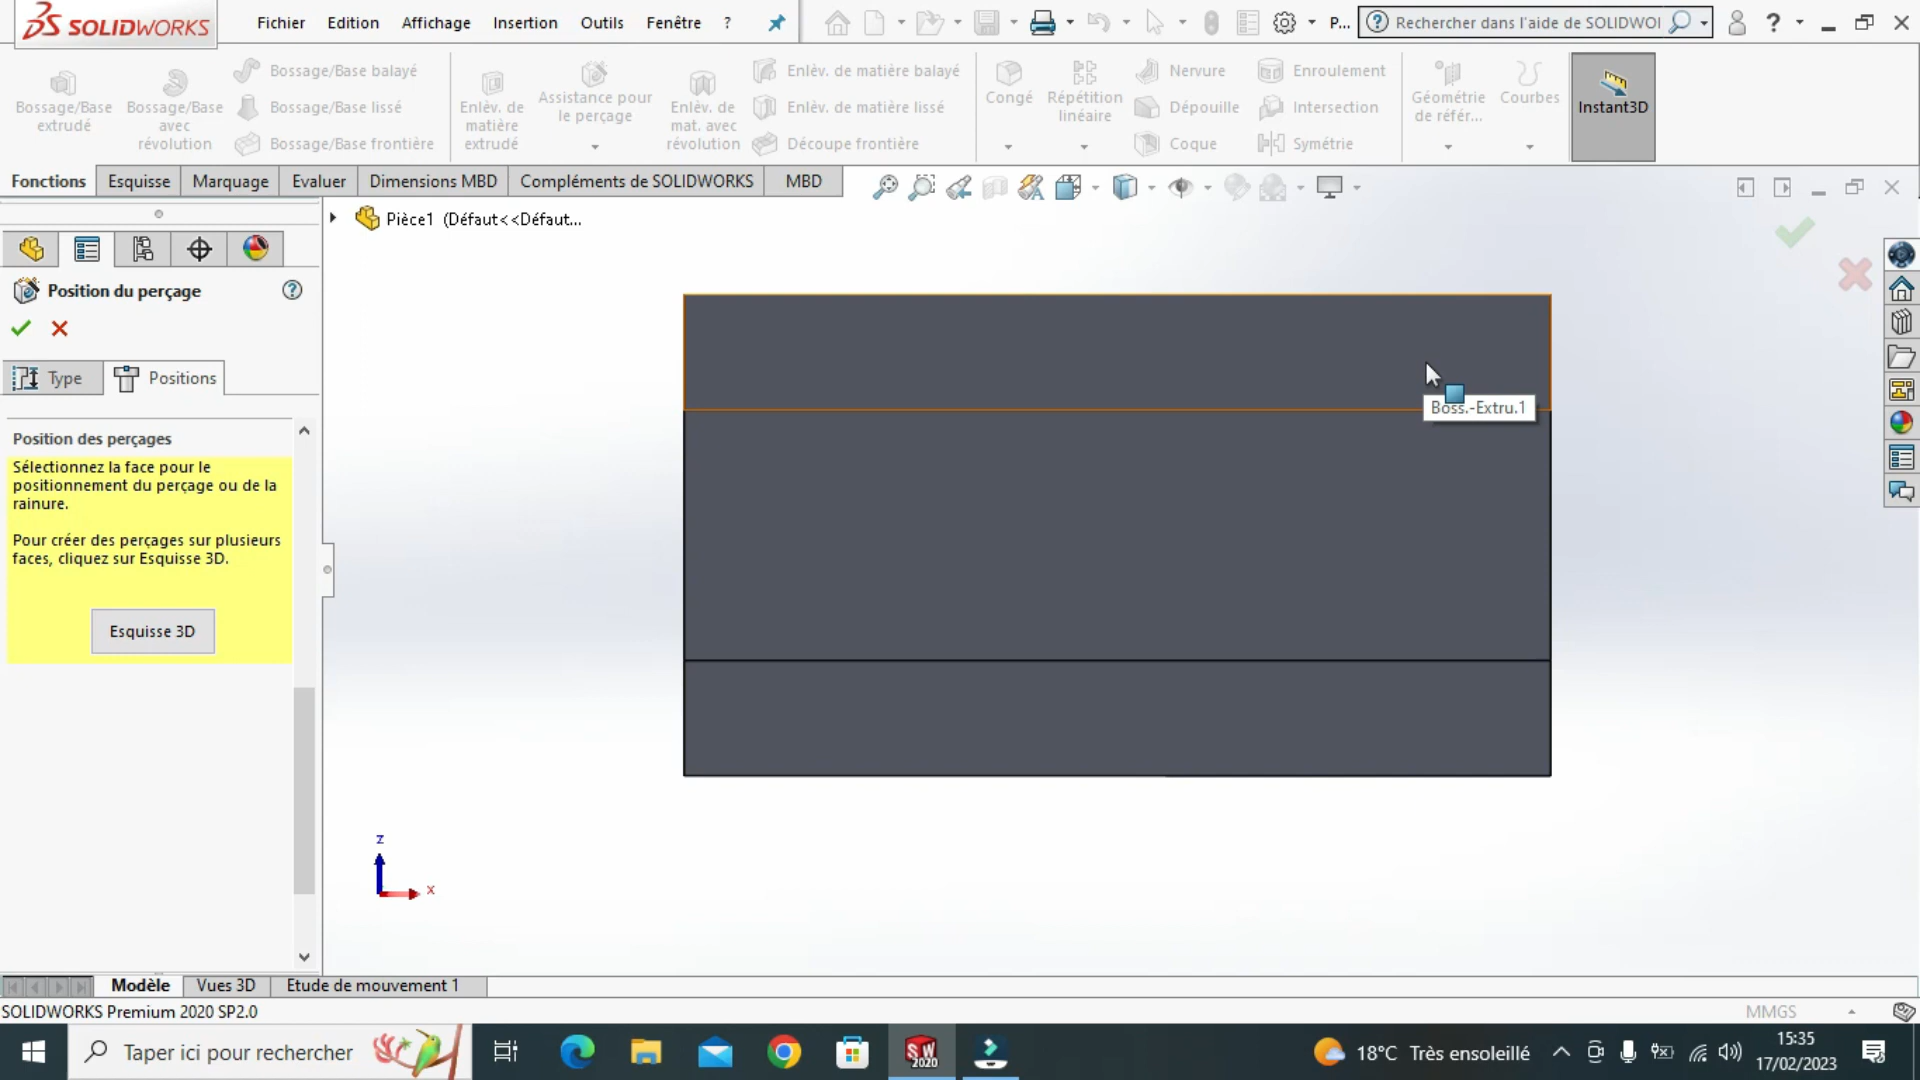 SOLIDWORKS
Fichier Edition Affichage Insertion Outils Fenêtre ?
P... Rechercher dans l'aide de SOLIDWOI
Bossage/Base extrudé
Bossage/Base avec révolution
Bossage/Base balayé
Bossage/Base lissé
Bossage/Base frontière
Enlèv. de matière extrudé
Assistance pour le perçage
Enlèv. de mat. avec révolution
Enlèv. de matière balayé
Enlèv. de matière lissé
Découpe frontière
Congé
Répétition linéaire
Nervure
Dépouille
Coque
Enroulement
Intersection
Symétrie
Géométrie de référ...
Courbes
Instant3D
Fonctions Esquisse Marquage Evaluer Dimensions MBD Compléments de SOLIDWORKS MBD
Pièce1 (Défaut<<Défaut...
Position du perçage
Type Positions
Position des perçages
Sélectionnez la face pour le
positionnement du perçage ou de la
rainure.
Pour créer des perçages sur plusieurs
faces, cliquez sur Esquisse 3D.
Esquisse 3D
Boss.-Extru.1
z
x
Modèle Vues 3D Etude de mouvement 1
SOLIDWORKS Premium 2020 SP2.0
MMGS
Taper ici pour rechercher
SW 2020
18°C Très ensoleillé
15:35
17/02/2023